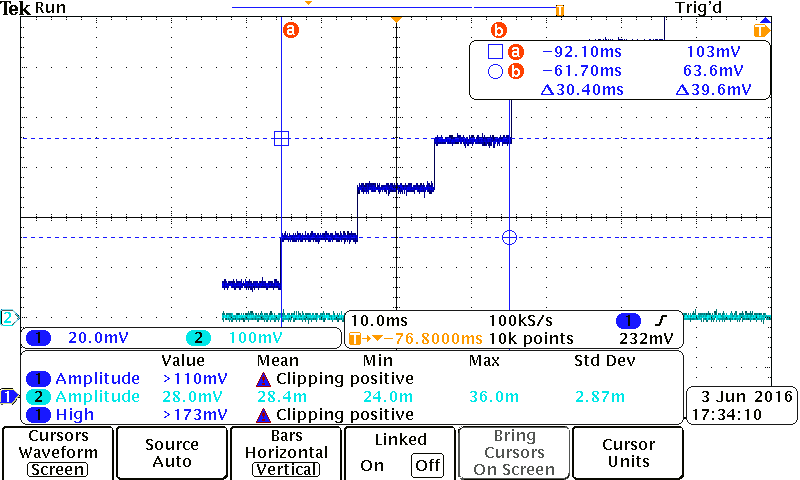 Tek Run Trig'd
a b T
a −92.10ms 103mV
b −61.70ms 63.6mV
Δ30.40ms Δ39.6mV
2
1 20.0mV 2 100mV
10.0ms 100kS/s 1
T→▼−76.8000ms 10k points 232mV
Value Mean Min Max Std Dev
1 Amplitude >110mV Clipping positive
2 Amplitude 28.0mV 28.4m 24.0m 36.0m 2.87m
1 High >173mV Clipping positive
1
3 Jun 2016
17:34:10
Cursors
Waveform
Screen
Source
Auto
Bars
Horizontal
Vertical
Linked
On Off
Bring
Cursors
On Screen
Cursor
Units